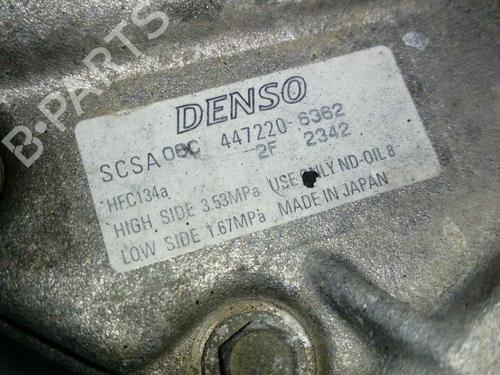 B-PARTS
DENSO
SCSA06C 447220-6362
2F 2342
HFC134a
HIGH SIDE 3.53MPa USE ONLY ND-OIL 8
LOW SIDE 1.67MPa MADE IN JAPAN